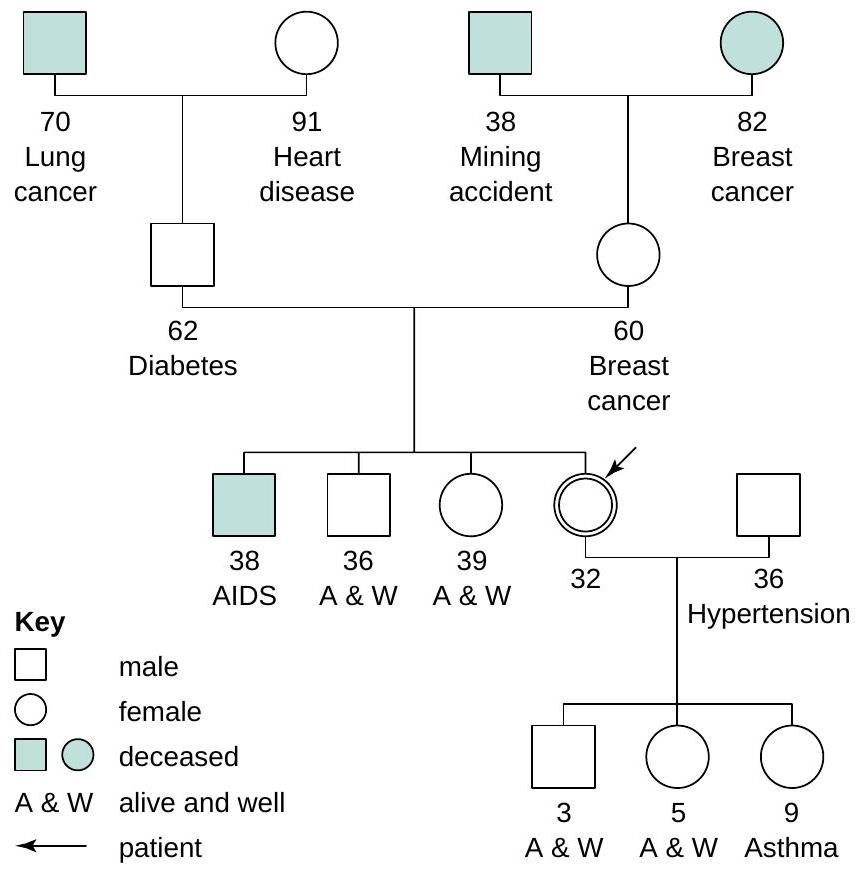 70
Lung
cancer
91
Heart
disease
38
Mining
accident
82
Breast
cancer
62
Diabetes
60
Breast
cancer
38
AIDS
36
A & W
39
A & W
32
36
Hypertension
Key
male
female
deceased
A & W alive and well
patient
3
A & W
5
A & W
9
Asthma